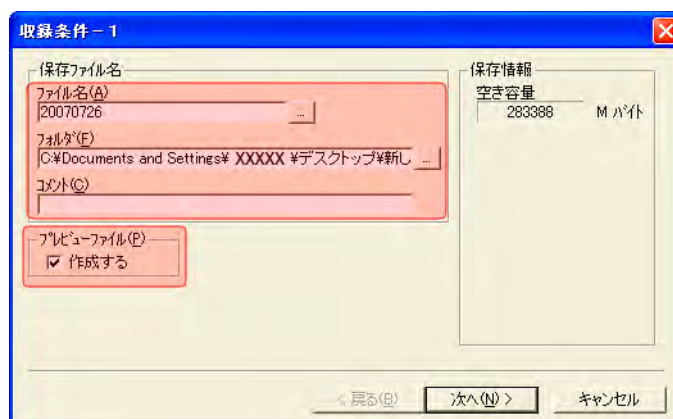 収録条件－1
保存ファイル名
ファイル名(A)
20070726
...
フォルダ(F)
C:¥Documents and Settings¥ XXXXX ¥デスクトップ¥新し
...
コメント(C)
プレビューファイル(P)
作成する
保存情報
空き容量
283388 Mバイト
< 戻る(B)
次へ(N) >
キャンセル